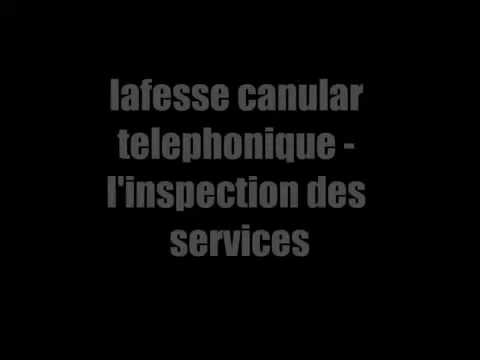 lafesse canular
telephonique -
l'inspection des
services